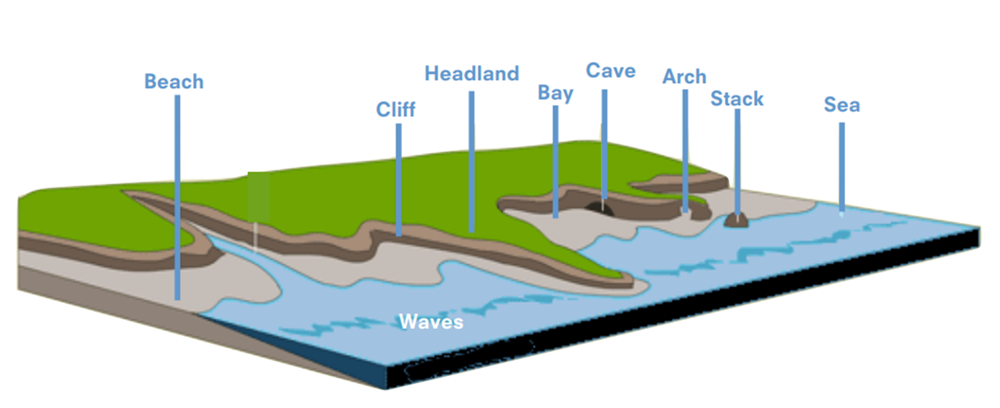 Beach
Cliff
Headland
Bay
Cave
Arch
Stack
Sea
Waves